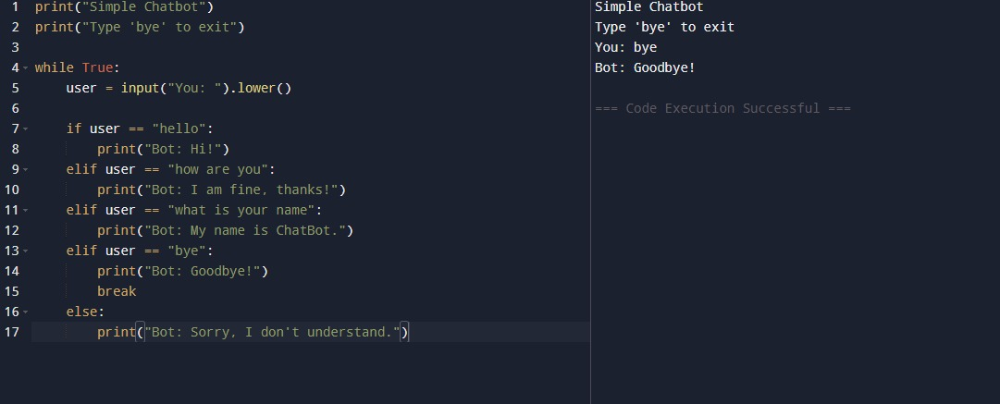 1 print("Simple Chatbot")
2 print("Type 'bye' to exit")
3
4 while True:
5     user = input("You: ").lower()
6
7     if user == "hello":
8         print("Bot: Hi!")
9     elif user == "how are you":
10         print("Bot: I am fine, thanks!")
11     elif user == "what is your name":
12         print("Bot: My name is ChatBot.")
13     elif user == "bye":
14         print("Bot: Goodbye!")
15         break
16     else:
17         print("Bot: Sorry, I don't understand.")
Simple Chatbot
Type 'bye' to exit
You: bye
Bot: Goodbye!
=== Code Execution Successful ===